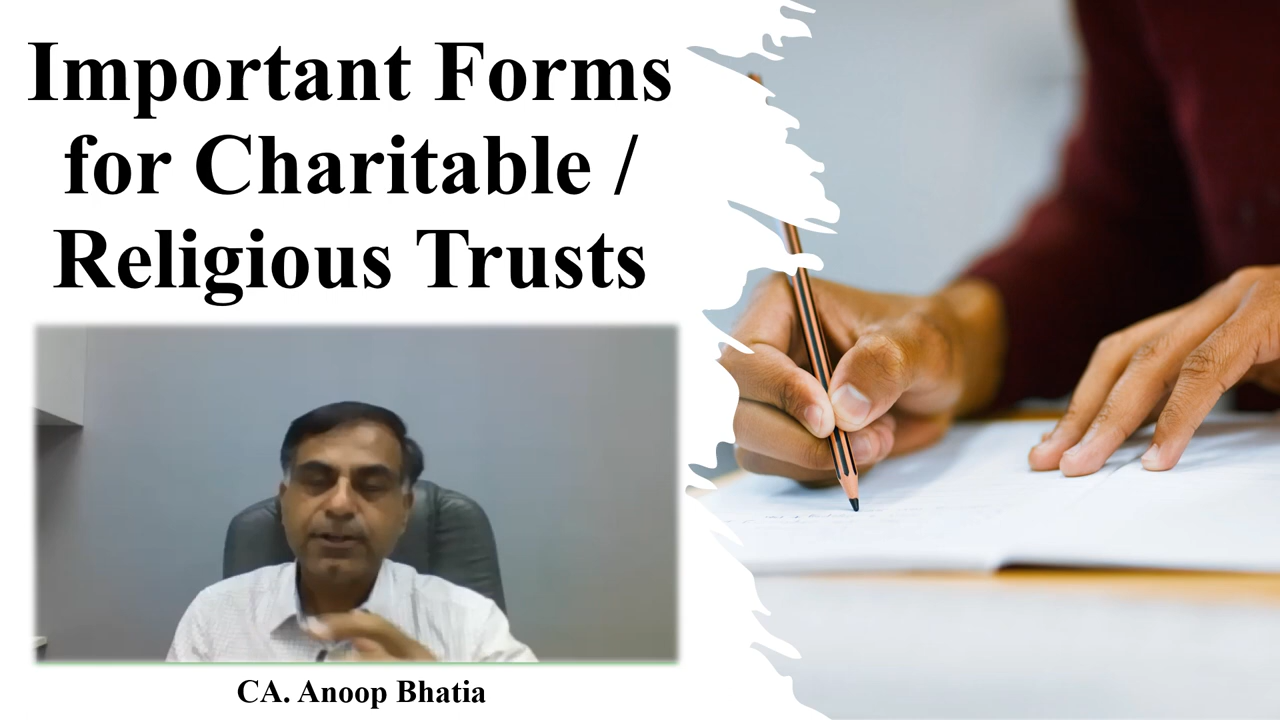 Important Forms
for Charitable /
Religious Trusts
CA. Anoop Bhatia